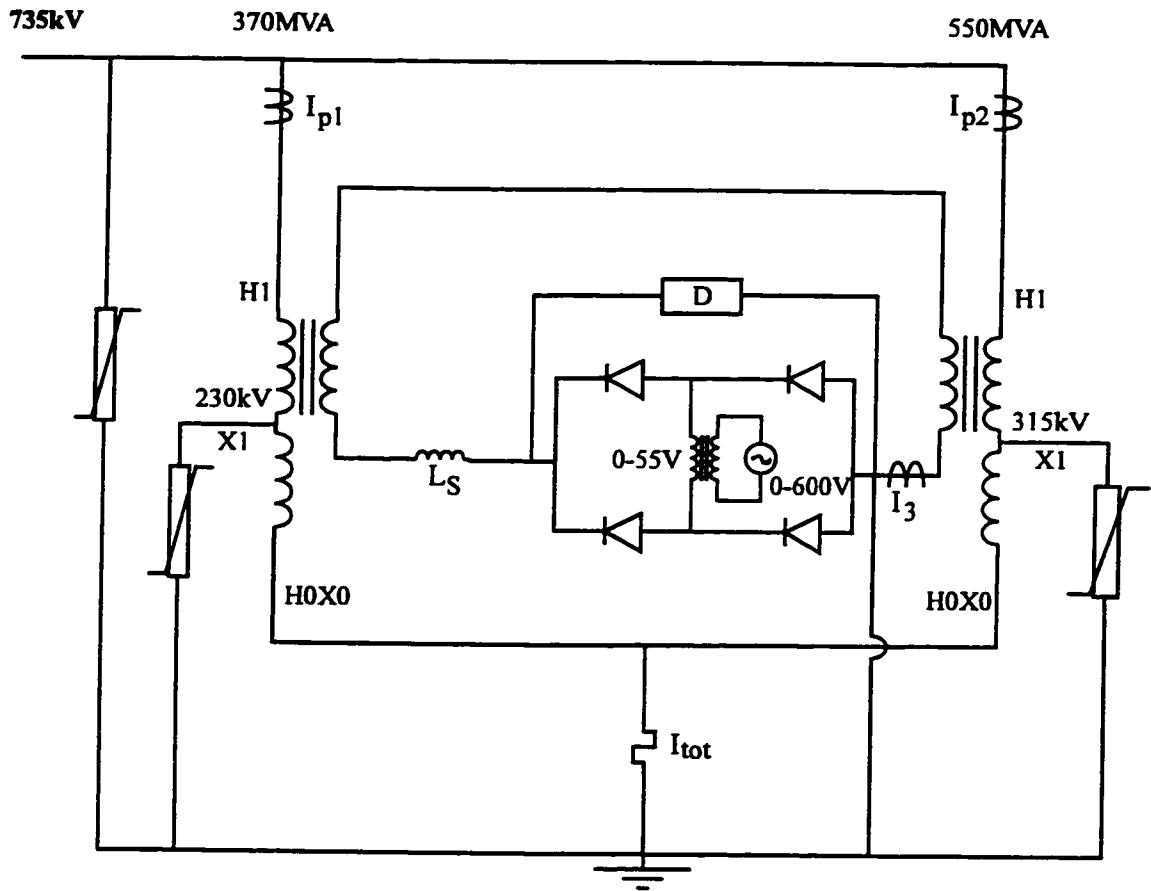 735kV
370MVA
550MVA
Ip1
Ip2
H1
D
H1
230kV
X1
0-55V
0-600V
315kV
X1
LS
I3
H0X0
H0X0
Itot